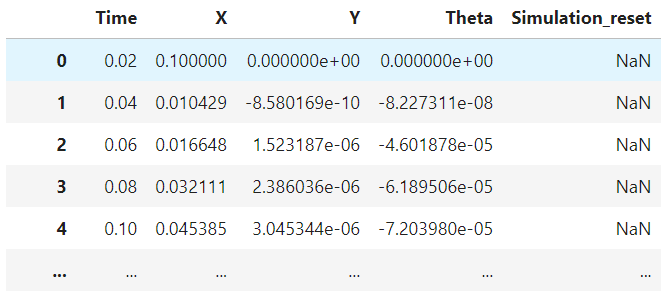 Time X Y Theta Simulation_reset
0 0.02 0.100000 0.000000e+00 0.000000e+00 NaN
1 0.04 0.010429 -8.580169e-10 -8.227311e-08 NaN
2 0.06 0.016648 1.523187e-06 -4.601878e-05 NaN
3 0.08 0.032111 2.386036e-06 -6.189506e-05 NaN
4 0.10 0.045385 3.045344e-06 -7.203980e-05 NaN
... ... ... ... ... ...